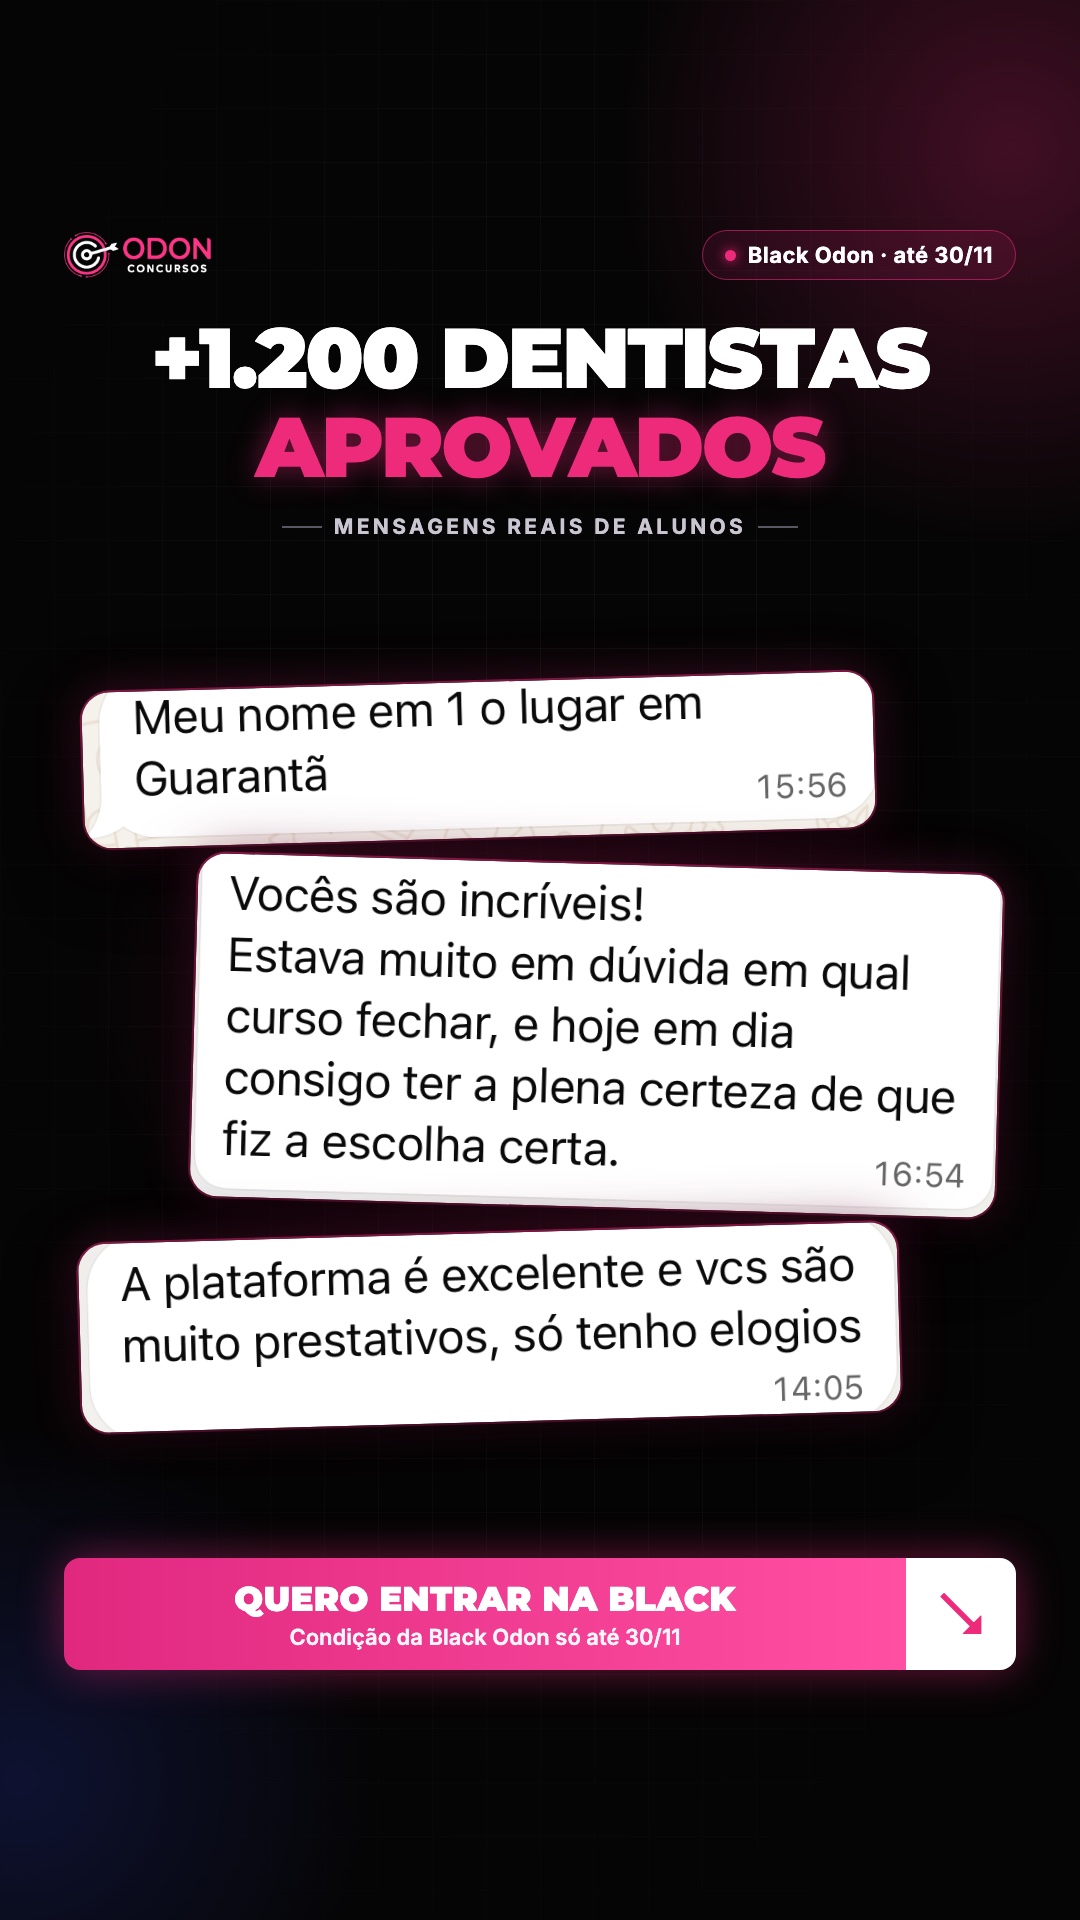 ODON
CONCURSOS
Black Odon · até 30/11
+1.200 DENTISTAS
APROVADOS
MENSAGENS REAIS DE ALUNOS
Meu nome em 1 o lugar em
Guarantã
15:56
Vocês são incríveis!
Estava muito em dúvida em qual
curso fechar, e hoje em dia
consigo ter a plena certeza de que
fiz a escolha certa.
16:54
A plataforma é excelente e vcs são
muito prestativos, só tenho elogios
14:05
QUERO ENTRAR NA BLACK
Condição da Black Odon só até 30/11